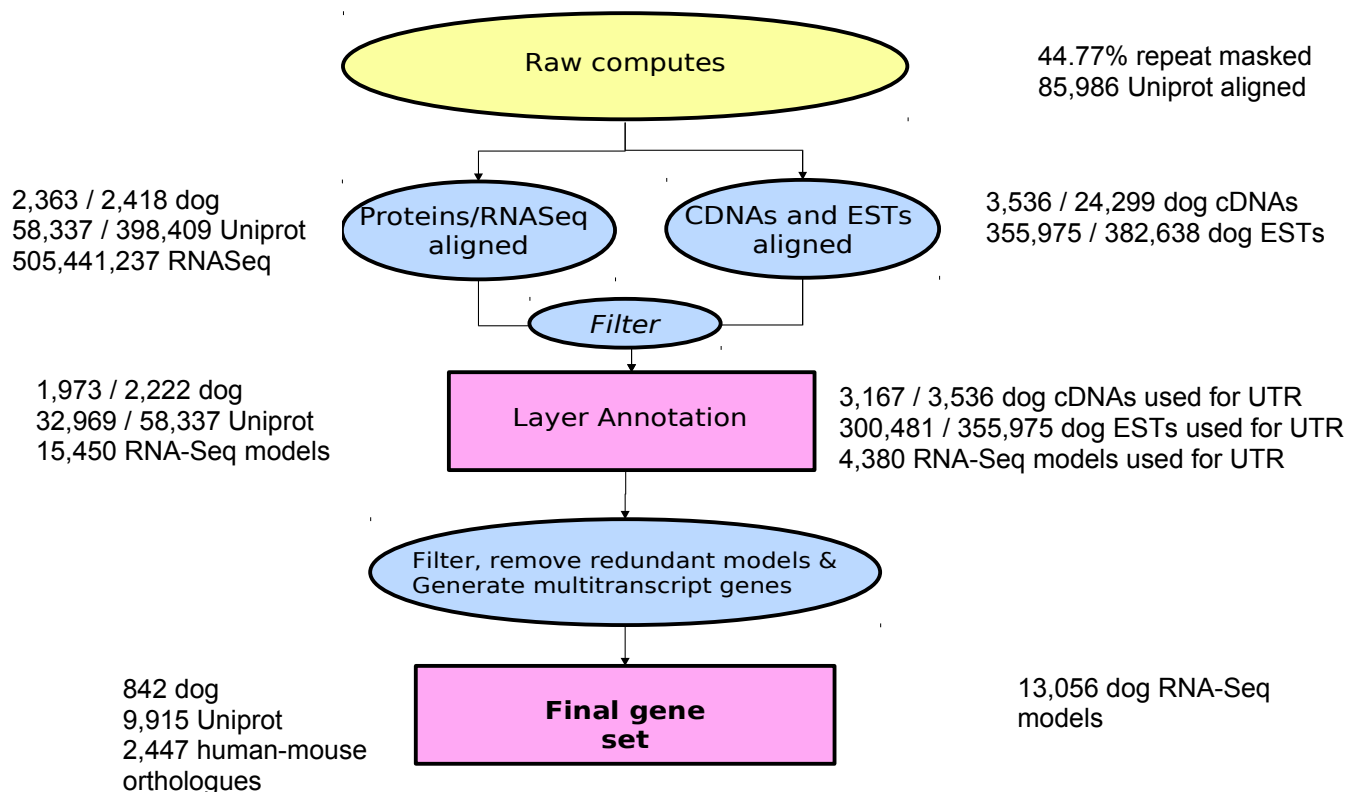 Raw computes
44.77% repeat masked
85,986 Uniprot aligned
2,363 / 2,418 dog
58,337 / 398,409 Uniprot
505,441,237 RNASeq
Proteins/RNASeq
aligned
CDNAs and ESTs
aligned
3,536 / 24,299 dog cDNAs
355,975 / 382,638 dog ESTs
Filter
1,973 / 2,222 dog
32,969 / 58,337 Uniprot
15,450 RNA-Seq models
Layer Annotation
3,167 / 3,536 dog cDNAs used for UTR
300,481 / 355,975 dog ESTs used for UTR
4,380 RNA-Seq models used for UTR
Filter, remove redundant models &
Generate multitranscript genes
842 dog
9,915 Uniprot
2,447 human-mouse
orthologues
Final gene
set
13,056 dog RNA-Seq
models